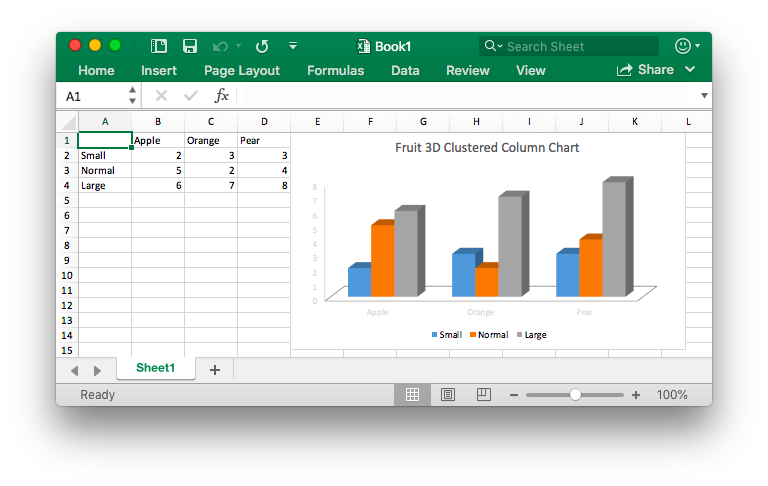 Book1
Search Sheet
Home Insert Page Layout Formulas Data Review View Share
A1 fx
A B C D E F G H I J K L
1 Apple Orange Pear
2 Small 2 3 3
3 Normal 5 2 4
4 Large 6 7 8
5
6
7
8
9
10
11
12
13
14
15
Fruit 3D Clustered Column Chart
8
7
6
5
4
3
2
1
0
Apple Orange Pear
Small Normal Large
Sheet1 +
Ready 100%